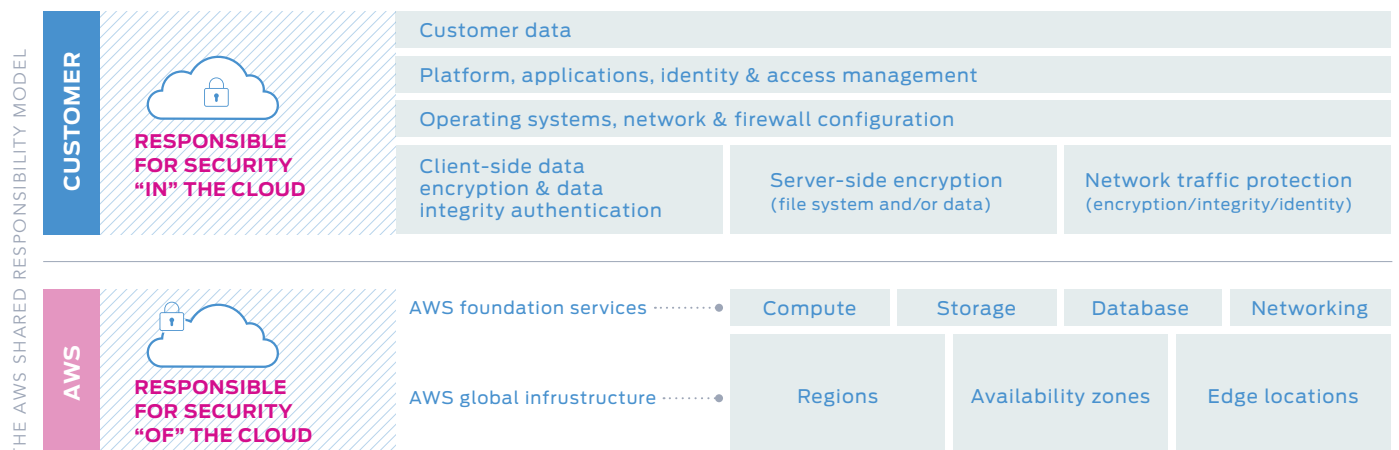 THE AWS SHARED RESPONSIBILITY MODEL
CUSTOMER
RESPONSIBLE
FOR SECURITY
“IN” THE CLOUD
Customer data
Platform, applications, identity & access management
Operating systems, network & firewall configuration
Client-side data
encryption & data
integrity authentication
Server-side encryption
(file system and/or data)
Network traffic protection
(encryption/integrity/identity)
AWS
RESPONSIBLE
FOR SECURITY
“OF” THE CLOUD
AWS foundation services
Compute
Storage
Database
Networking
AWS global infrustructure
Regions
Availability zones
Edge locations